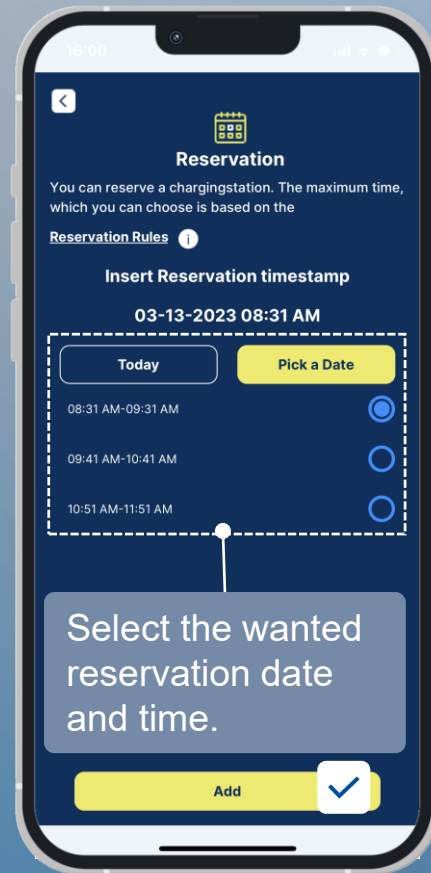 16:00
Reservation
You can reserve a chargingstation. The maximum time,
which you can choose is based on the
Reservation Rules i
Insert Reservation timestamp
03-13-2023 08:31 AM
Today
Pick a Date
08:31 AM-09:31 AM
09:41 AM-10:41 AM
10:51 AM-11:51 AM
Select the wanted
reservation date
and time.
Add